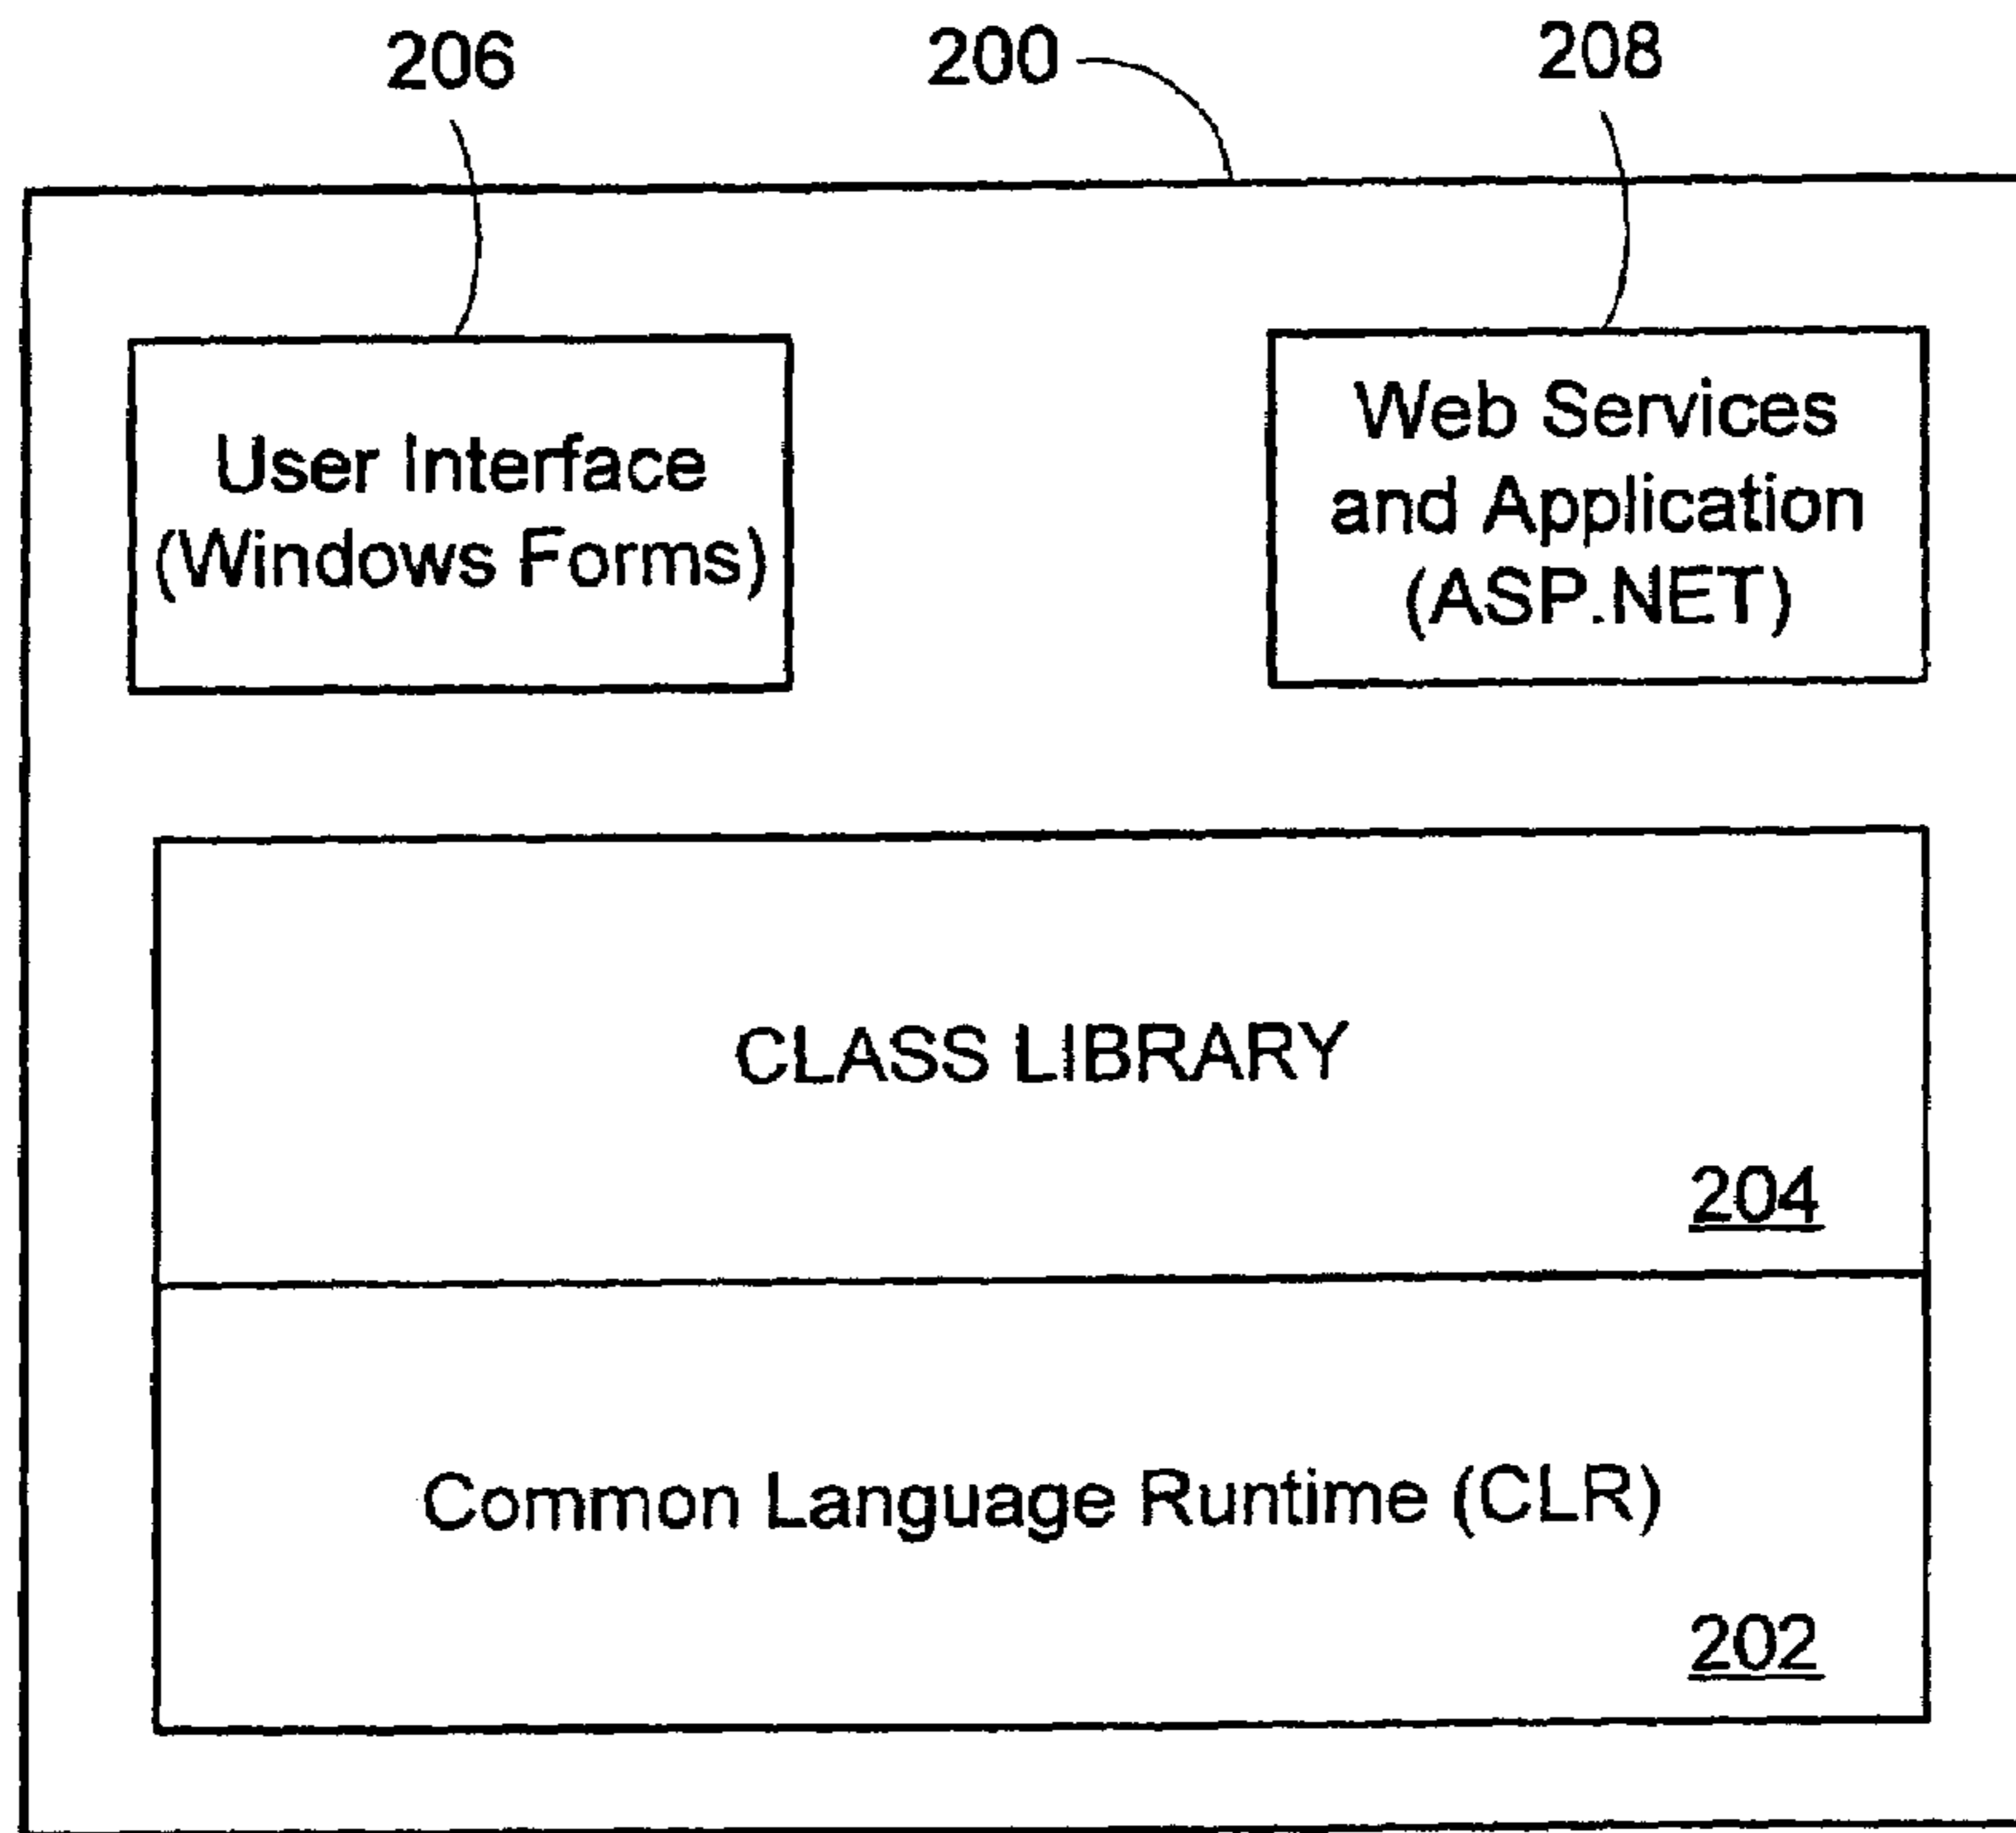 206
200
208
User Interface
(Windows Forms)
Web Services
and Application
(ASP.NET)
CLASS LIBRARY
204
Common Language Runtime (CLR)
202